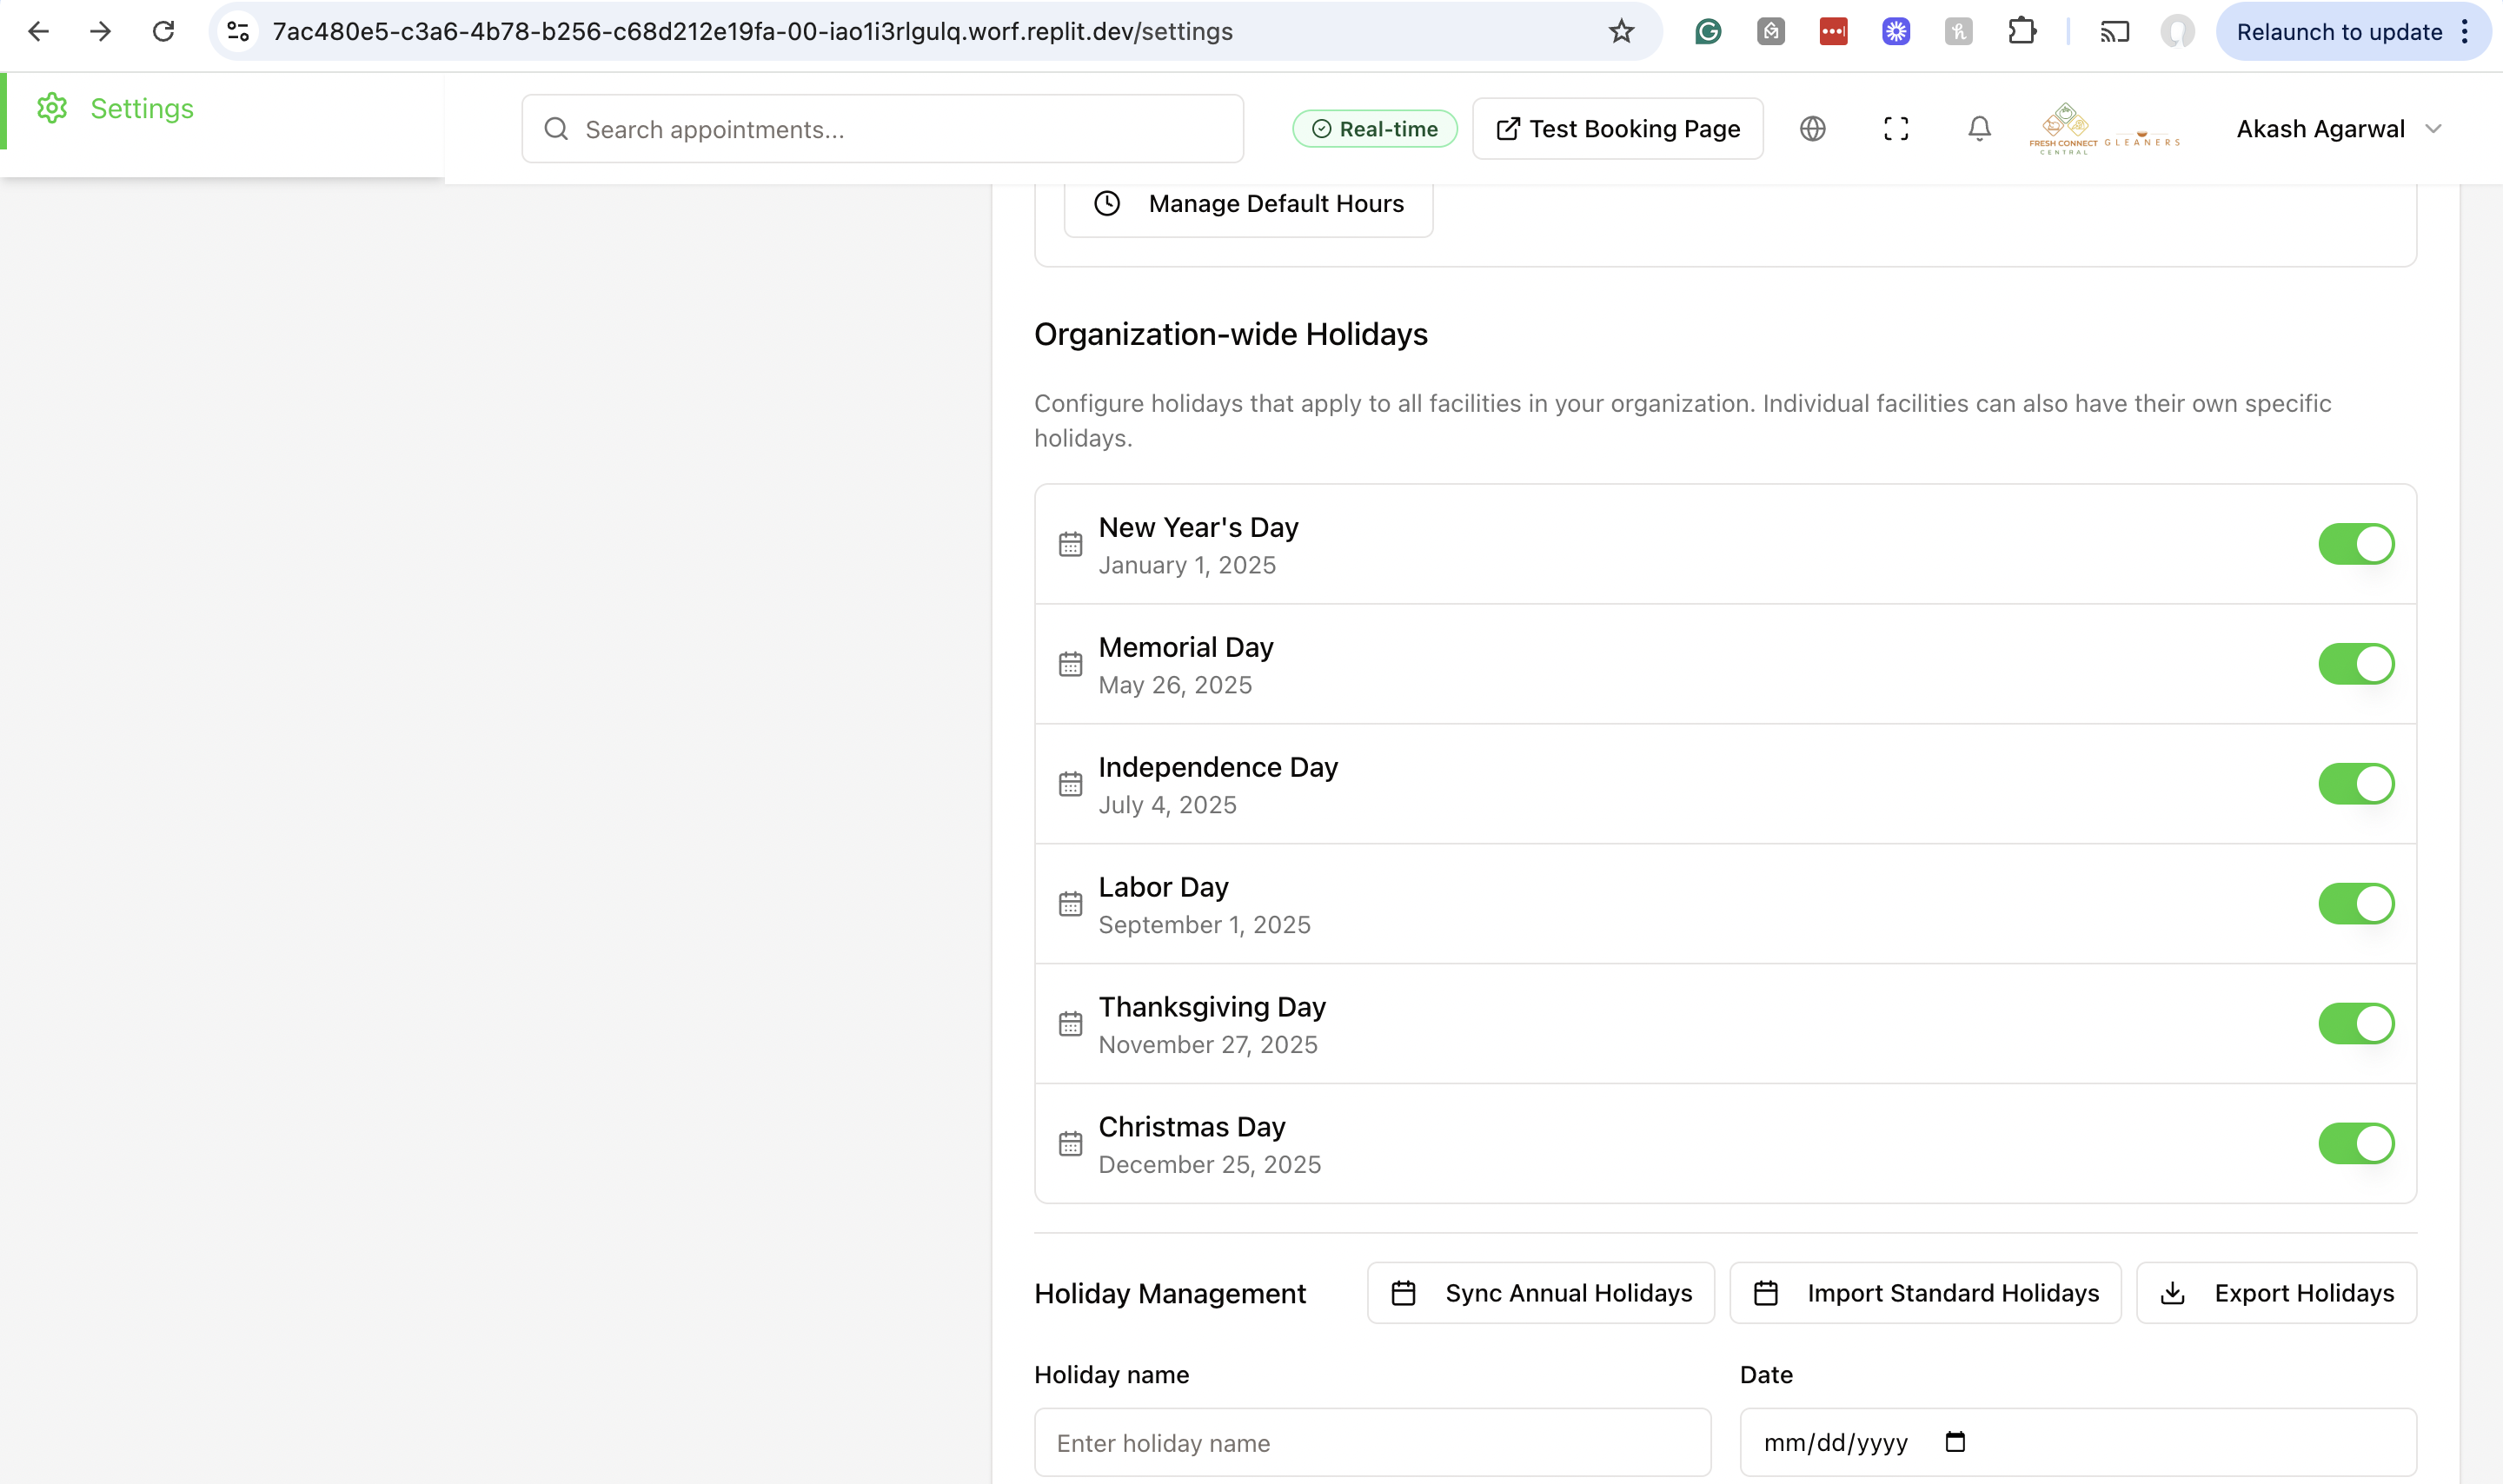 7ac480e5-c3a6-4b78-b256-c68d212e19fa-00-iao1i3rlgulq.worf.replit.dev/settings
Relaunch to update
Settings
Search appointments...
Real-time
Test Booking Page
FRESH CONNECT
CENTRAL
GLEANERS
Akash Agarwal
Manage Default Hours
Organization-wide Holidays
Configure holidays that apply to all facilities in your organization. Individual facilities can also have their own specific
holidays.
New Year's Day
January 1, 2025
Memorial Day
May 26, 2025
Independence Day
July 4, 2025
Labor Day
September 1, 2025
Thanksgiving Day
November 27, 2025
Christmas Day
December 25, 2025
Holiday Management
Sync Annual Holidays
Import Standard Holidays
Export Holidays
Holiday name
Date
Enter holiday name
mm/dd/yyyy